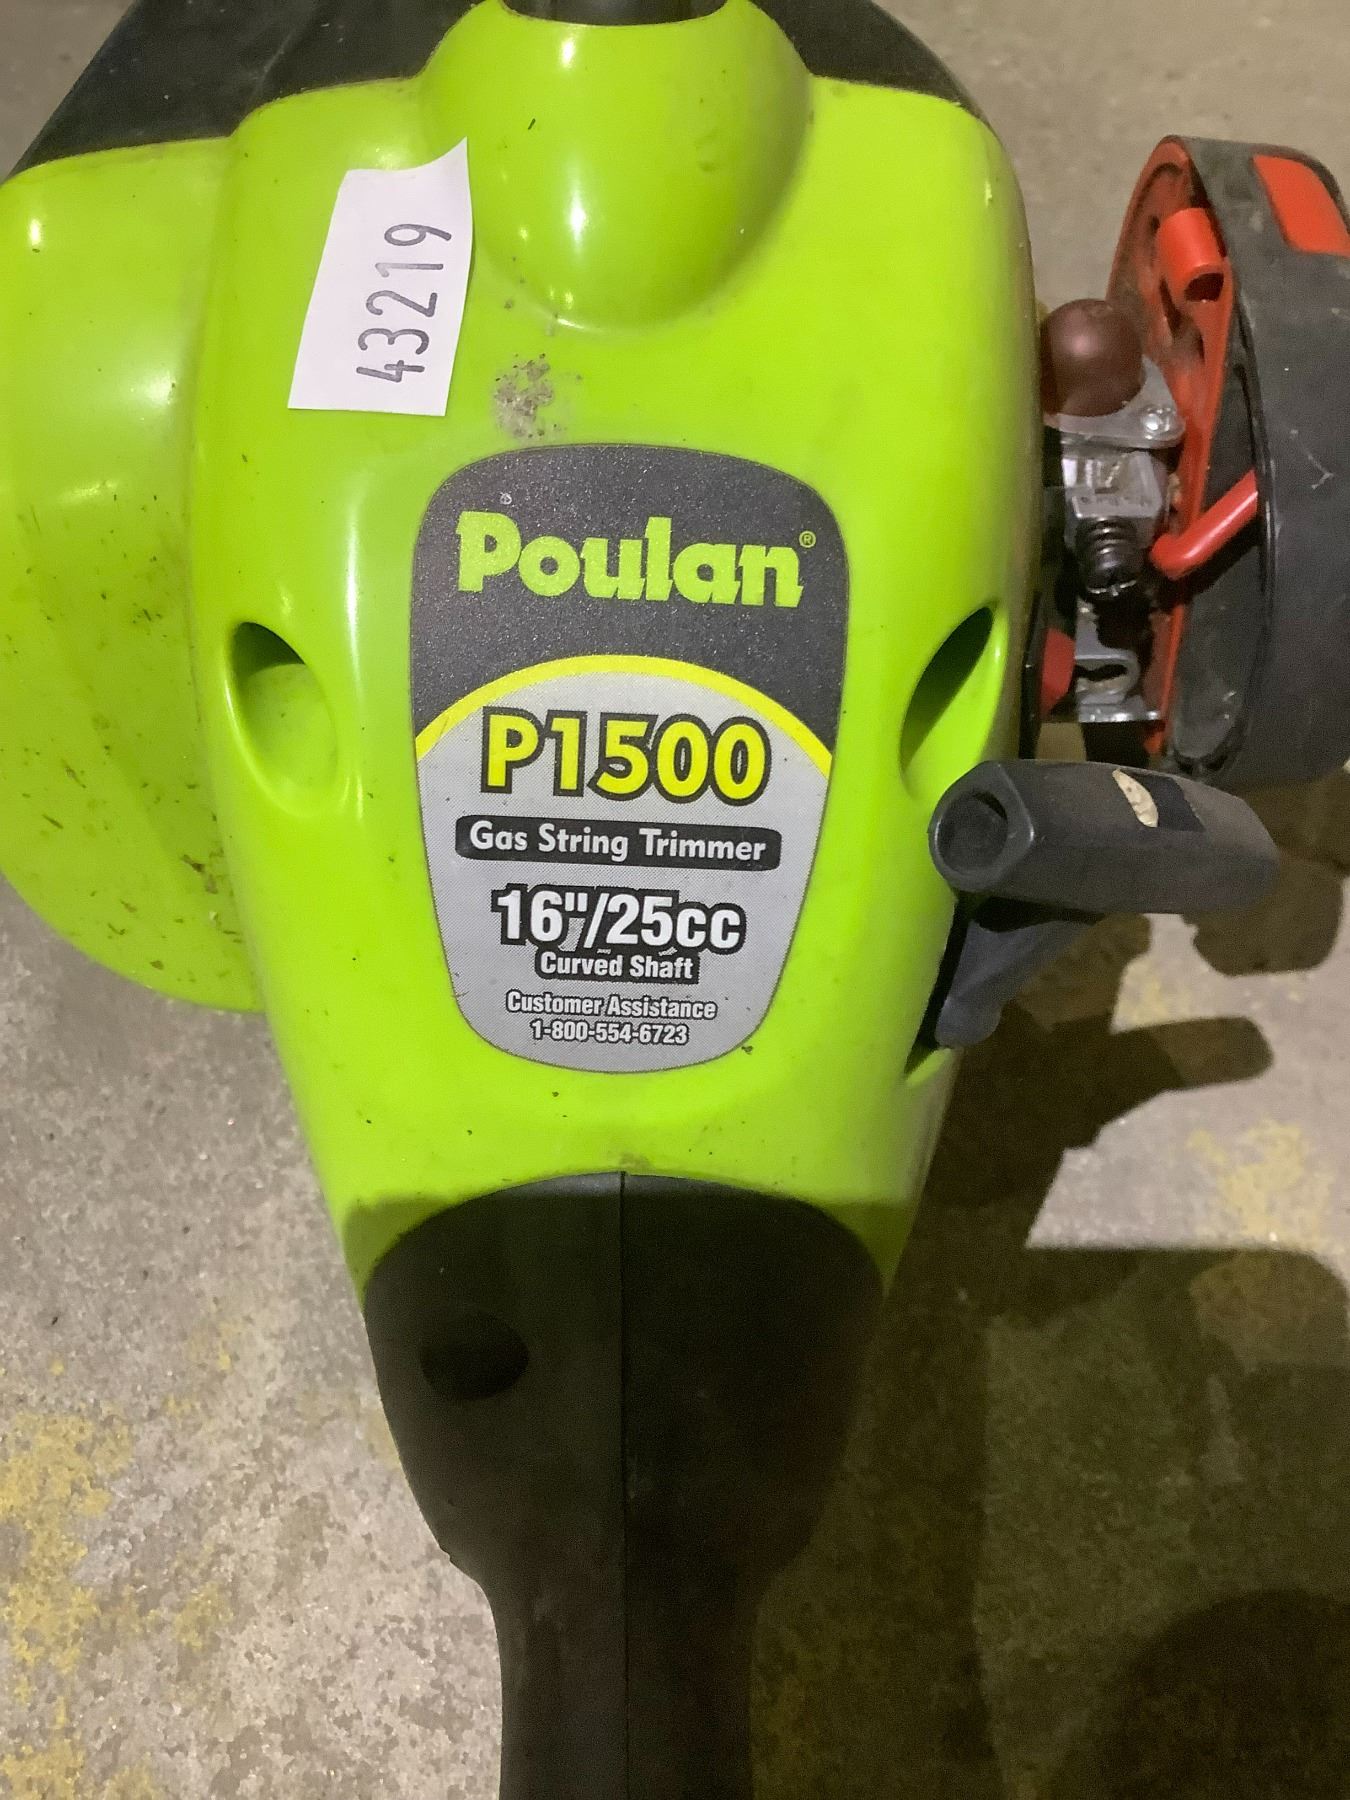 43219
Poulan®
P1500
Gas String Trimmer
16"/25cc
Curved Shaft
Customer Assistance
1-800-554-6723